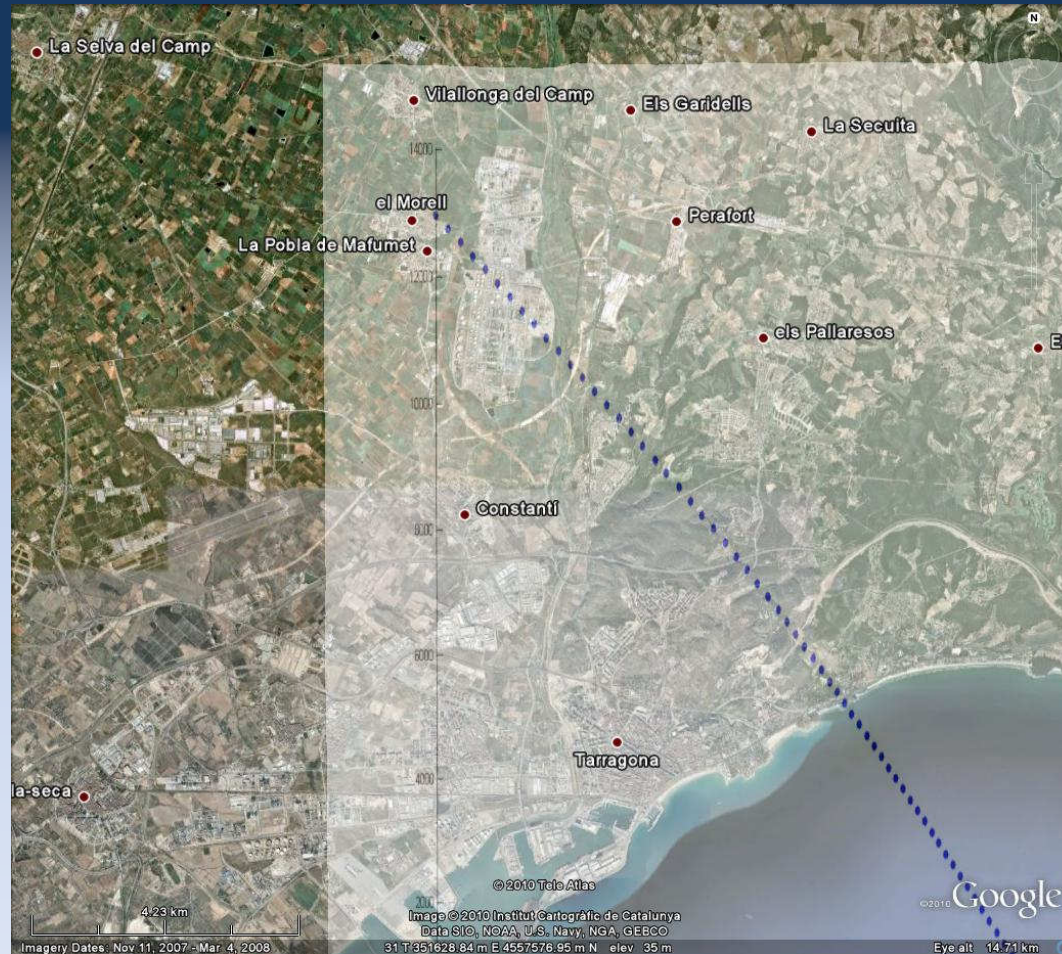 N
La Selva del Camp
Vilallonga del Camp
Els Garidells
La Secuita
14000
el Morell
Perafort
La Pobla de Mafumet
12000
els Pallaresos
E
10000
Constantí
8000
6000
Tarragona
4000
la-seca
© 2010 Tele Atlas
©2010 Google
4.23 km
Image © 2010 Institut Cartogràfic de Catalunya
Data SIO, NOAA, U.S. Navy, NGA, GEBCO
Imagery Dates: Nov 11, 2007 - Mar 4, 2008
31 T 351628.84 m E 4557576.95 m N elev 35 m
Eye alt 14.71 km